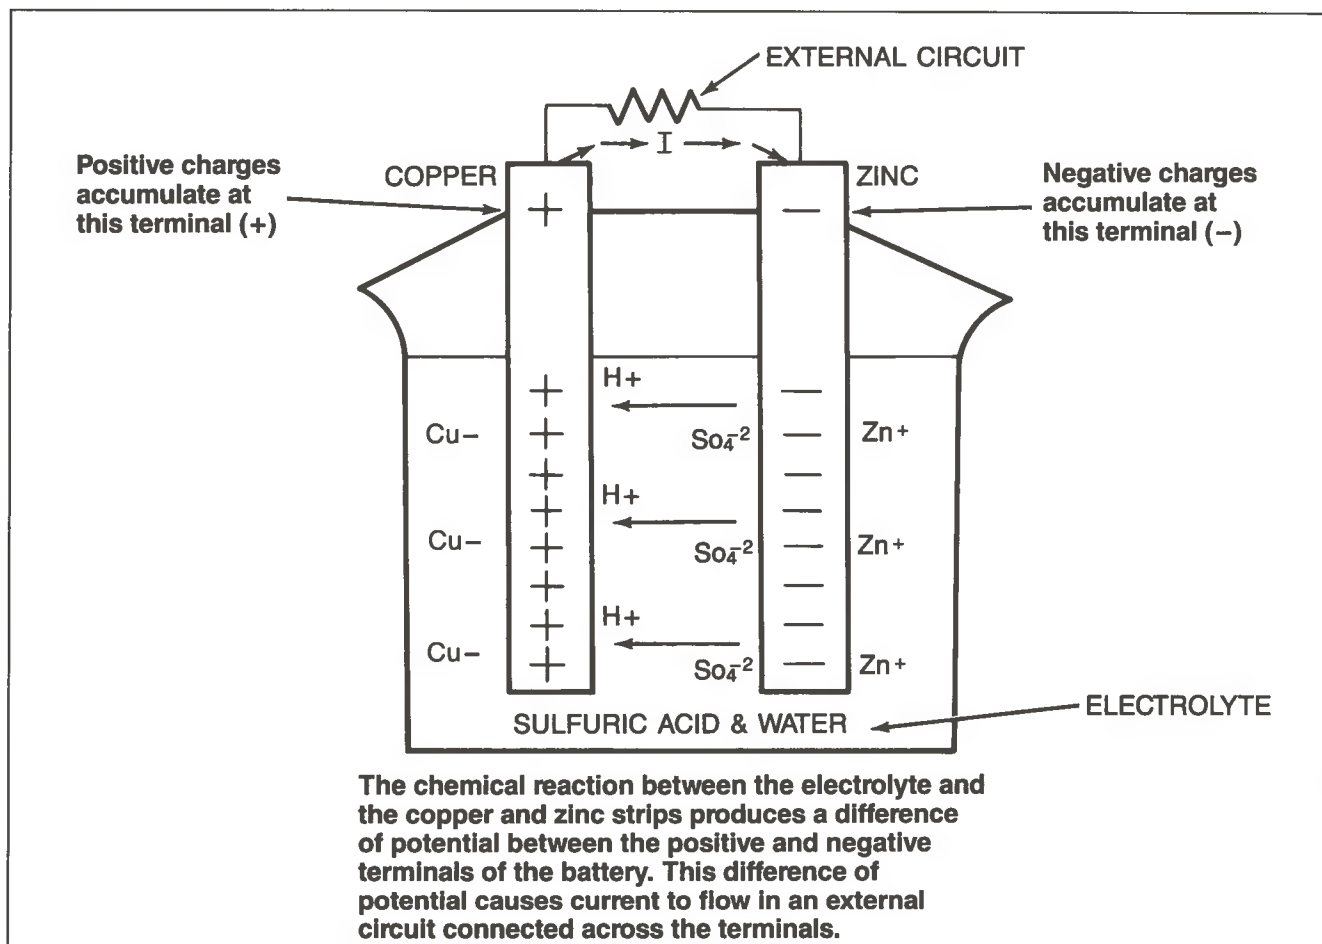 EXTERNAL CIRCUIT
I
Positive charges
accumulate at
this terminal (+)
COPPER
ZINC
Negative charges
accumulate at
this terminal (−)
+
−
H+
Cu−
So₄⁻²
Zn+
H+
Cu−
So₄⁻²
Zn+
H+
Cu−
So₄⁻²
Zn+
SULFURIC ACID & WATER
ELECTROLYTE
The chemical reaction between the electrolyte and
the copper and zinc strips produces a difference
of potential between the positive and negative
terminals of the battery. This difference of
potential causes current to flow in an external
circuit connected across the terminals.